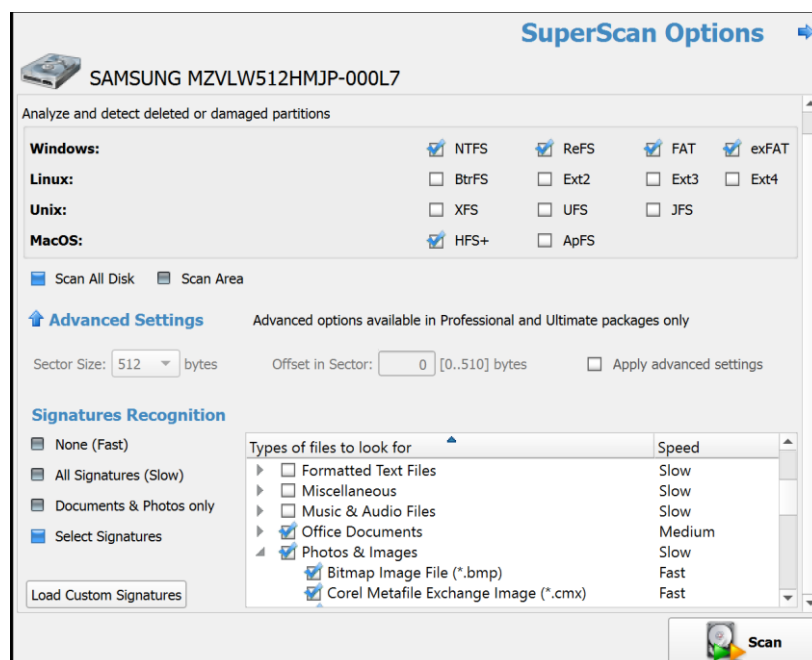 SuperScan Options
SAMSUNG MZVLW512HMJP-000L7
Analyze and detect deleted or damaged partitions
Windows: NTFS ReFS FAT exFAT
Linux: BtrFS Ext2 Ext3 Ext4
Unix: XFS UFS JFS
MacOS: HFS+ ApFS
Scan All Disk Scan Area
Advanced Settings Advanced options available in Professional and Ultimate packages only
Sector Size: 512 bytes Offset in Sector: 0 [0..510] bytes Apply advanced settings
Signatures Recognition
None (Fast)
All Signatures (Slow)
Documents & Photos only
Select Signatures
Load Custom Signatures
Types of files to look for Speed
Formatted Text Files Slow
Miscellaneous Slow
Music & Audio Files Slow
Office Documents Medium
Photos & Images Slow
Bitmap Image File (*.bmp) Fast
Corel Metafile Exchange Image (*.cmx) Fast
Scan